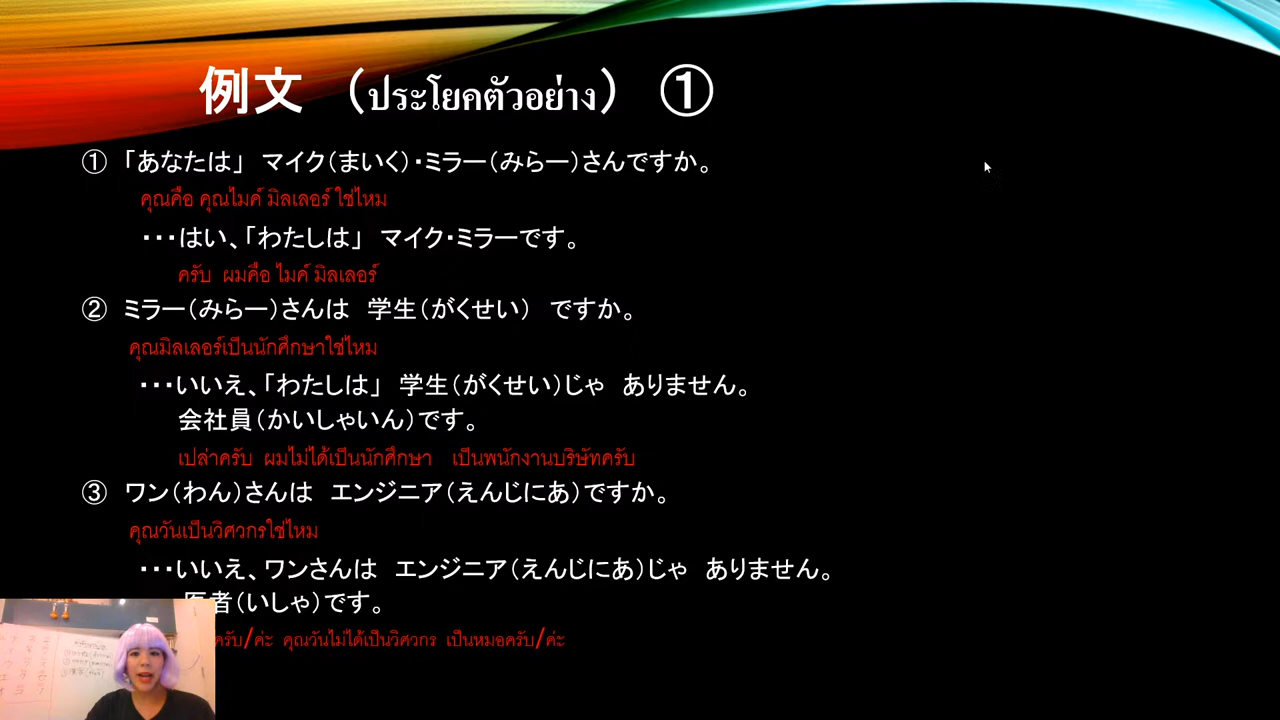 例文 （ประโยคตัวอย่าง） ①
① 「あなたは」 マイク（まいく）・ミラー（みらー）さんですか。
คุณคือ คุณไมค์ มิลเลอร์ ใช่ไหม
・・・はい、「わたしは」 マイク・ミラーです。
ครับ ผมคือ ไมค์ มิลเลอร์
② ミラー（みらー）さんは 学生（がくせい） ですか。
คุณมิลเลอร์เป็นนักศึกษาใช่ไหม
・・・いいえ、「わたしは」 学生（がくせい）じゃ ありません。
会社員（かいしゃいん）です。
เปล่าครับ ผมไม่ได้เป็นนักศึกษา เป็นพนักงานบริษัทครับ
③ ワン（わん）さんは エンジニア（えんじにあ）ですか。
คุณวันเป็นวิศวกรใช่ไหม
・・・いいえ、ワンさんは エンジニア（えんじにあ）じゃ ありません。
医者（いしゃ）です。
ครับ/ค่ะ คุณวันไม่ได้เป็นวิศวกร เป็นหมอครับ/ค่ะ